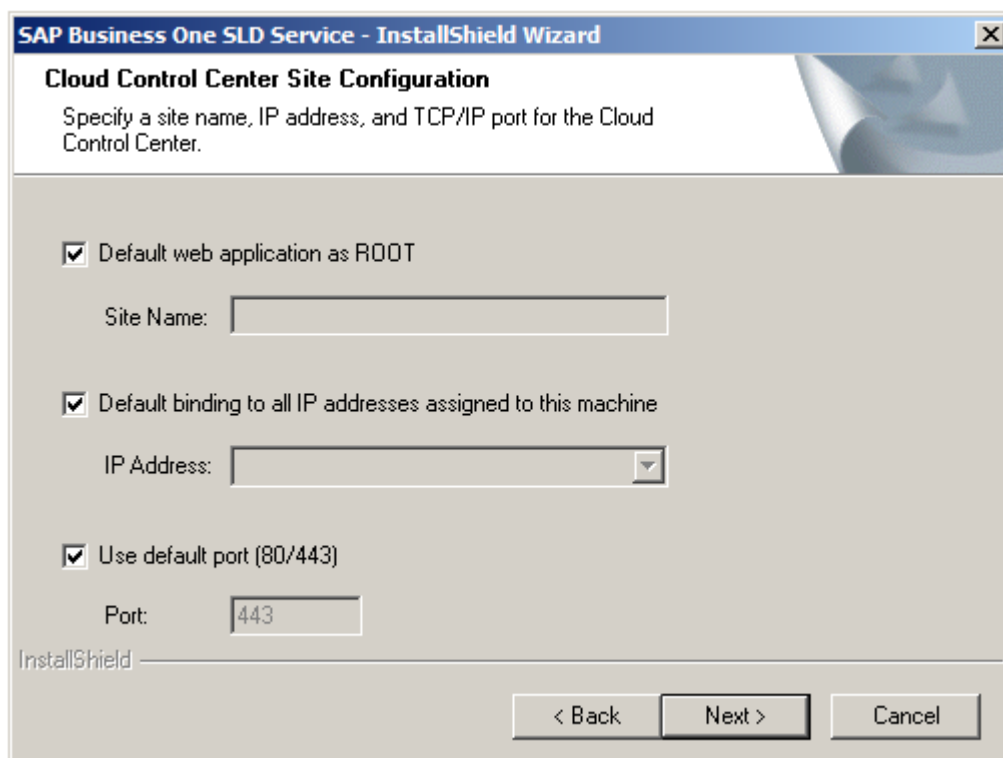 SAP Business One SLD Service - InstallShield Wizard
Cloud Control Center Site Configuration
Specify a site name, IP address, and TCP/IP port for the Cloud
Control Center.
Default web application as ROOT
Site Name:
Default binding to all IP addresses assigned to this machine
IP Address:
Use default port (80/443)
Port: 443
InstallShield
< Back Next > Cancel